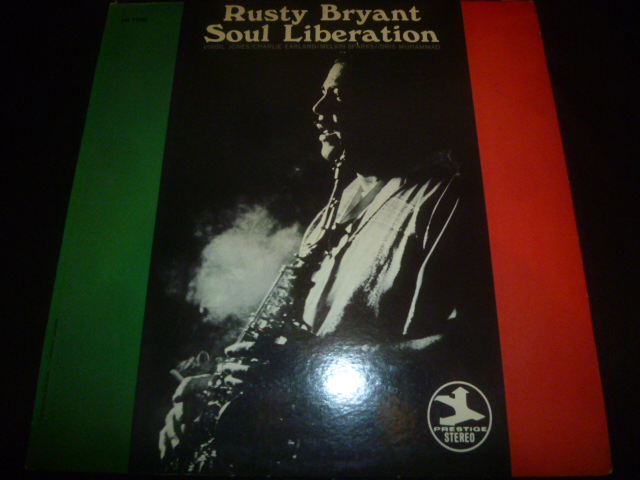 Rusty Bryant
Soul Liberation
VIRGIL JONES/CHARLIE EARLAND/MELVIN SPARKS/IDRIS MUHAMMAD
PRESTIGE
STEREO